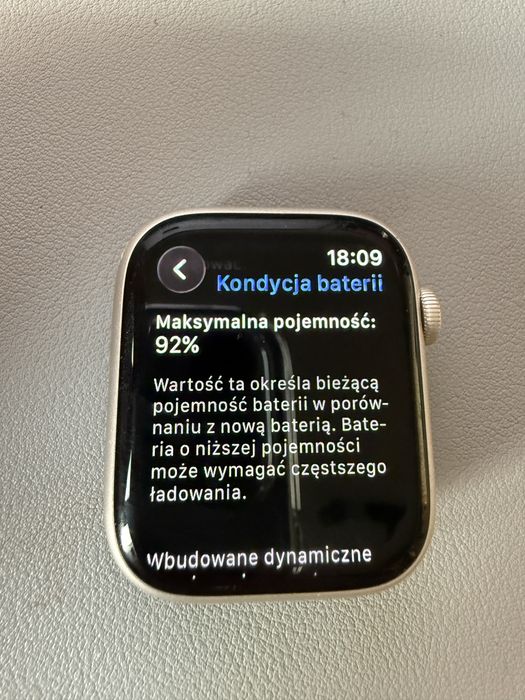 18:09
Kondycja baterii
Maksymalna pojemność:
92%
Wartość ta określa bieżącą
pojemność baterii w porów-
naniu z nową baterią. Bate-
ria o niższej pojemności
może wymagać częstszego
ładowania.
Wbudowane dynamiczne